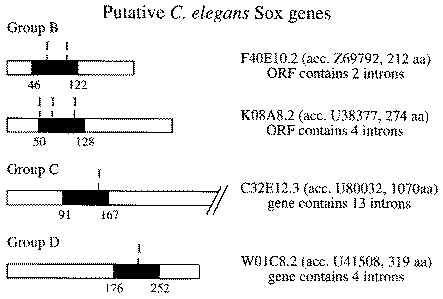 Putative C. elegans Sox genes
Group B
46 122
F40E10.2 (acc. Z69792, 212 aa)
ORF contains 2 introns
50 128
K08A8.2 (acc. U38377, 274 aa)
ORF contains 4 introns
Group C
91 167
C32E12.3 (acc. U80032, 1070aa)
gene contains 13 introns
Group D
176 252
W01C8.2 (acc. U41508, 319 aa)
gene contains 4 introns